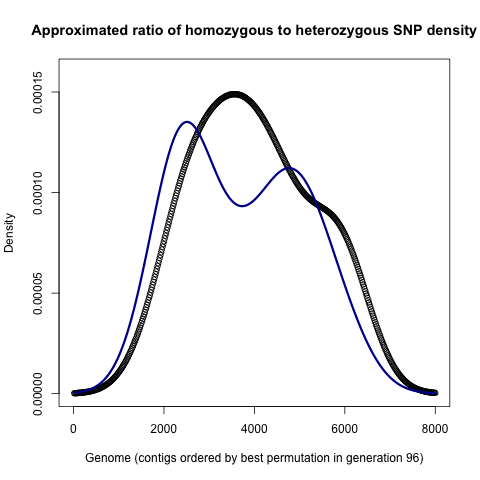 Approximated ratio of homozygous to heterozygous SNP density
0.00015
0.00010
0.00005
0.00000
Density
0 2000 4000 6000 8000
Genome (contigs ordered by best permutation in generation 96)